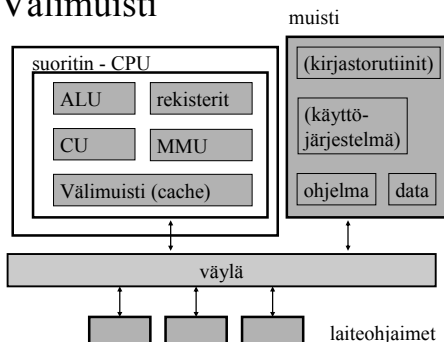 Välimuisti
muisti
suoritin - CPU
ALU
rekisterit
CU
MMU
Välimuisti (cache)
(kirjastorutiinit)
(käyttö-
järjestelmä)
ohjelma
data
väylä
laiteohjaimet